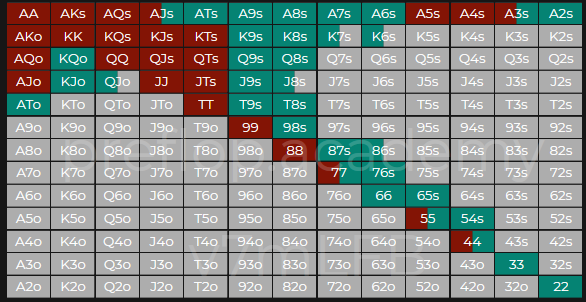 AA AKs AQs AJs ATs A9s A8s A7s A6s A5s A4s A3s A2s
AKo KK KQs KJs KTs K9s K8s K7s K6s K5s K4s K3s K2s
AQo KQo QQ QJs QTs Q9s Q8s Q7s Q6s Q5s Q4s Q3s Q2s
AJo KJo QJo JJ JTs J9s J8s J7s J6s J5s J4s J3s J2s
ATo KTo QTo JTo TT T9s T8s T7s T6s T5s T4s T3s T2s
A9o K9o Q9o J9o T9o 99 98s 97s 96s 95s 94s 93s 92s
A8o K8o Q8o J8o T8o 98o 88 87s 86s 85s 84s 83s 82s
preflop.academy
A7o K7o Q7o J7o T7o 97o 87o 77 76s 75s 74s 73s 72s
A6o K6o Q6o J6o T6o 96o 86o 76o 66 65s 64s 63s 62s
A5o K5o Q5o J5o T5o 95o 85o 75o 65o 55 54s 53s 52s
A4o K4o Q4o J4o T4o 94o 84o 74o 64o 54o 44 43s 42s
A3o K3o Q3o J3o T3o 93o 83o 73o 63o 53o 43o 33 32s
A2o K2o Q2o J2o T2o 92o 82o 72o 62o 52o 42o 32o 22